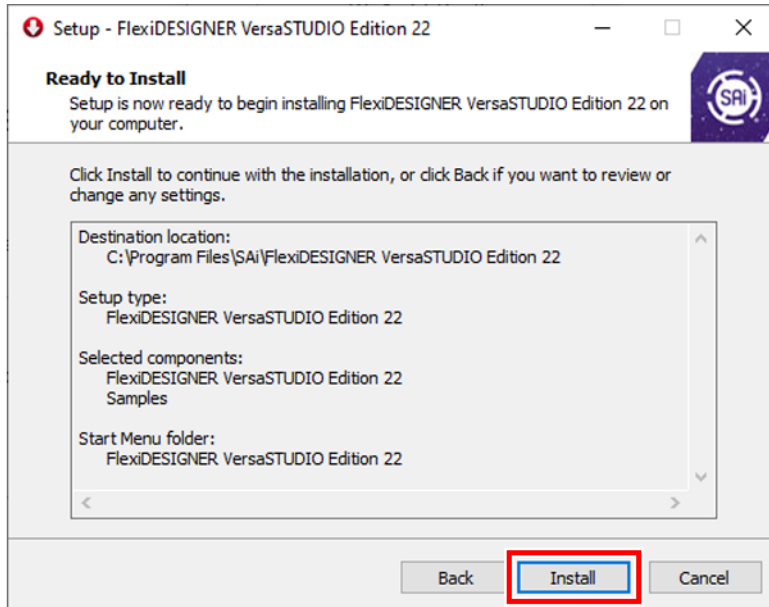 Setup - FlexiDESIGNER VersaSTUDIO Edition 22
Ready to Install
Setup is now ready to begin installing FlexiDESIGNER VersaSTUDIO Edition 22 on
your computer.
SAi
Click Install to continue with the installation, or click Back if you want to review or
change any settings.
Destination location:
C:\Program Files\SAi\FlexiDESIGNER VersaSTUDIO Edition 22
Setup type:
FlexiDESIGNER VersaSTUDIO Edition 22
Selected components:
FlexiDESIGNER VersaSTUDIO Edition 22
Samples
Start Menu folder:
FlexiDESIGNER VersaSTUDIO Edition 22
Back
Install
Cancel